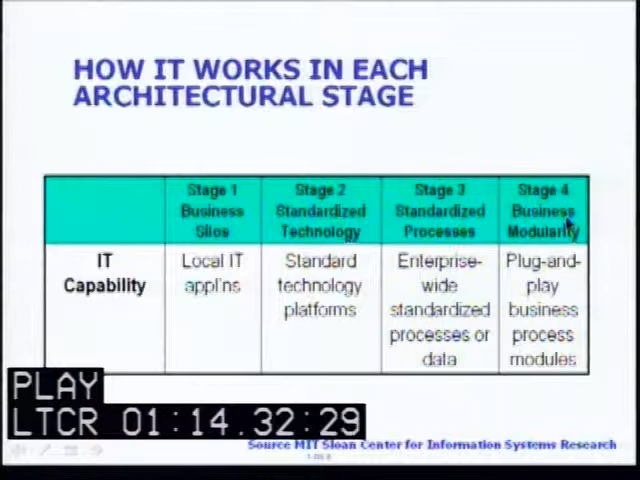 HOW IT WORKS IN EACH
ARCHITECTURAL STAGE
Stage 1
Business
Silos
Stage 2
Standardized
Technology
Stage 3
Standardized
Processes
Stage 4
Business
Modularity
IT
Capability
Local IT
appl'ns
Standard
technology
platforms
Enterprise-
wide
standardized
processes or
data
Plug-and-
play
business
process
modules
PLAY
LTCR 01:14.32:29
Source MIT Sloan Center for Information Systems Research